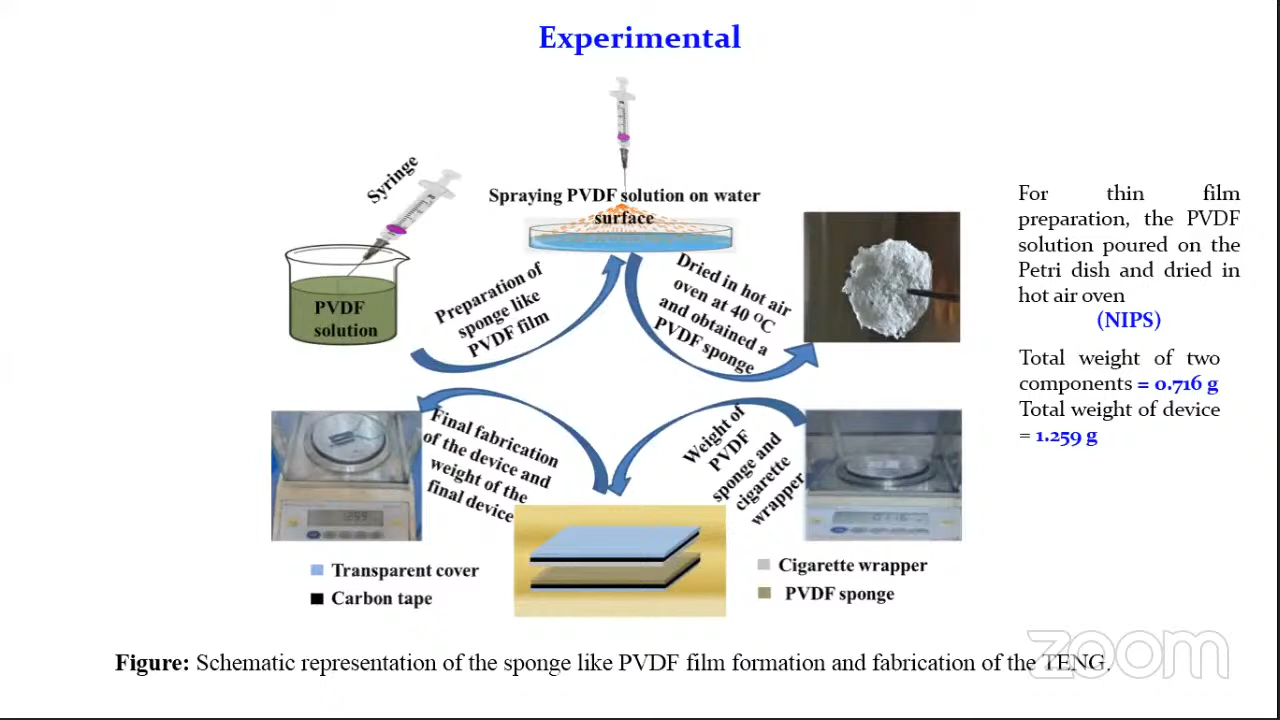 Experimental
Syringe
Spraying PVDF solution on water
surface
PVDF
solution
Preparation of
sponge like
PVDF film
Dried in hot air
oven at 40 ⁰C
and obtained a
PVDF sponge
For thin film
preparation, the PVDF
solution poured on the
Petri dish and dried in
hot air oven
(NIPS)
Total weight of two
components = 0.716 g
Total weight of device
= 1.259 g
Final fabrication
of the device and
weight of the
final device
Weight of
PVDF
sponge and
cigarette
wrapper
Transparent cover
Carbon tape
Cigarette wrapper
PVDF sponge
Figure: Schematic representation of the sponge like PVDF film formation and fabrication of the TENG.
zoom